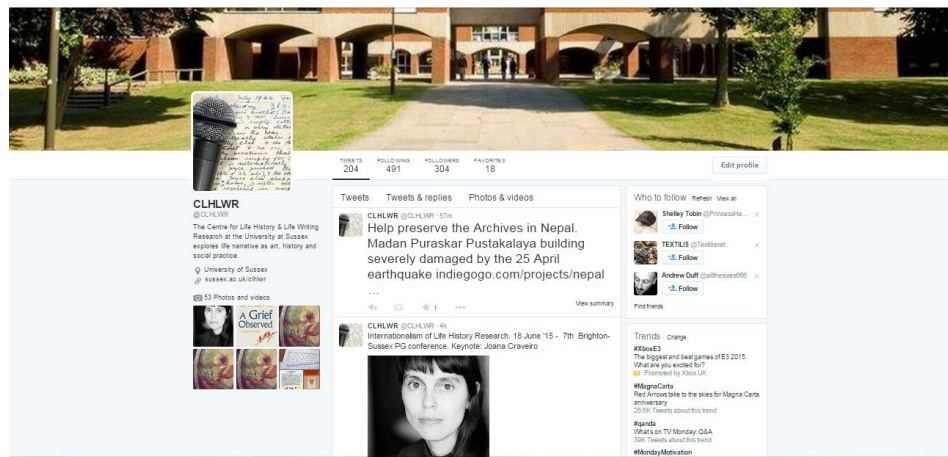 TWEETS FOLLOWING FOLLOWERS FAVORITES
204 491 304 18
Edit profile
CLHLWR
@CLHLWR
The Centre for Life History & Life Writing
Research at the University at Sussex
explores life narrative as art, history and
social practice.
University of Sussex
sussex.ac.uk/clhlwr
53 Photos and videos
A Grief
Observed
Tweets Tweets & replies Photos & videos
CLHLWR @CLHLWR · 57m
Help preserve the Archives in Nepal.
Madan Puraskar Pustakalaya building
severely damaged by the 25 April
earthquake indiegogo.com/projects/nepal
...
1
View summary
CLHLWR @CLHLWR · 4h
Internationalism of Life History Research. 18 June '15 - 7th Brighton-
Sussex PG conference. Keynote: Joana Craveiro
Who to follow · Refresh · View all
Shelley Tobin @PrincessHa...
Follow
TEXTILIS @Textilisnet
Follow
Andrew Duff @allthesixes666
Follow
Find friends
Trends · Change
#XboxE3
The biggest and best games of E3 2015.
What are you excited for?
Promoted by Xbox UK
#MagnaCarta
Red Arrows take to the skies for Magna Carta
anniversary
26.6K Tweets about this trend
#qanda
What's on TV Monday: Q&A
39K Tweets about this trend
#MondayMotivation